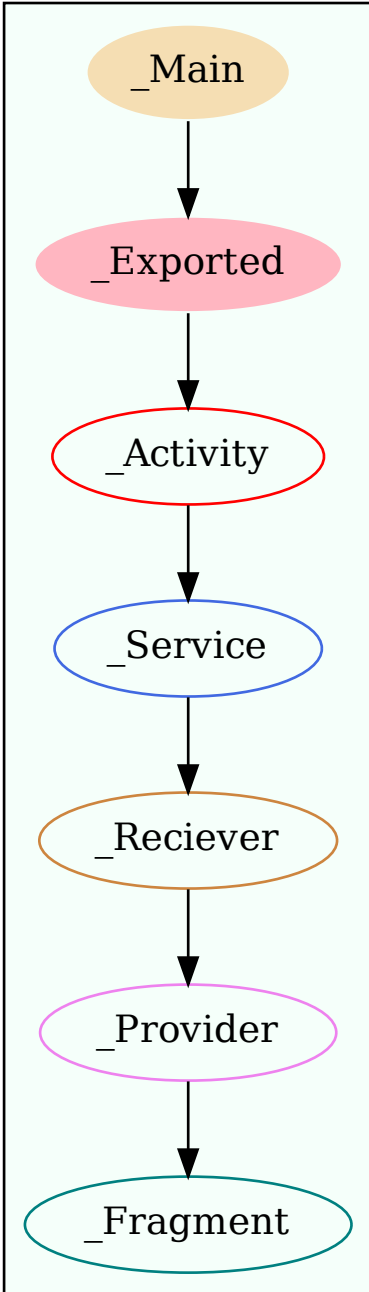 _Main
_Exported
_Activity
_Service
_Reciever
_Provider
_Fragment